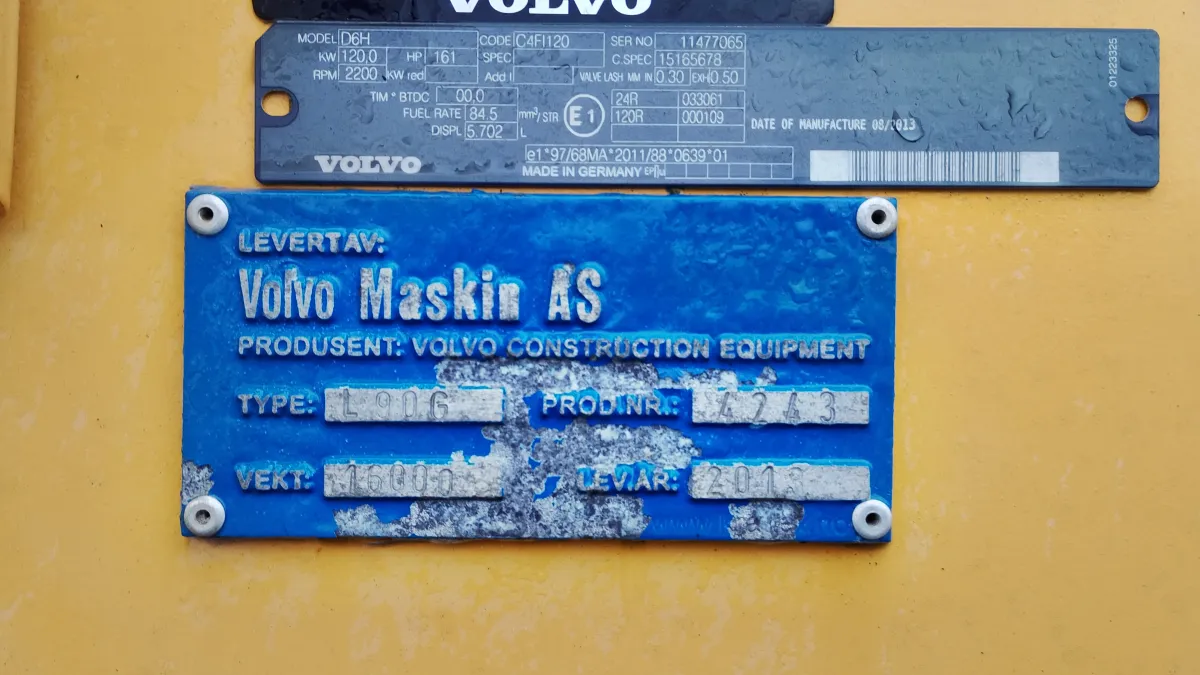 VOLVO
MODEL D6H CODE C4FI120 SER NO 11477065
KW 120,0 HP 161 SPEC C.SPEC 15165678
RPM 2200 KW red Add I VALVE LASH MM IN 0.30 EXH 0.50
TIM ° BTDC 00,0 24R 033061
FUEL RATE 84.5 mm³/STR E1 120R 000109
DISPL 5.702 L DATE OF MANUFACTURE 08/2013
e1*97/68MA*2011/88*0639*01
VOLVO MADE IN GERMANY
01223325
LEVERT AV:
Volvo Maskin AS
PRODUSENT: VOLVO CONSTRUCTION EQUIPMENT
TYPE: L 90G PROD.NR.: 4243
VEKT: 16000 LEV.ÅR: 2013